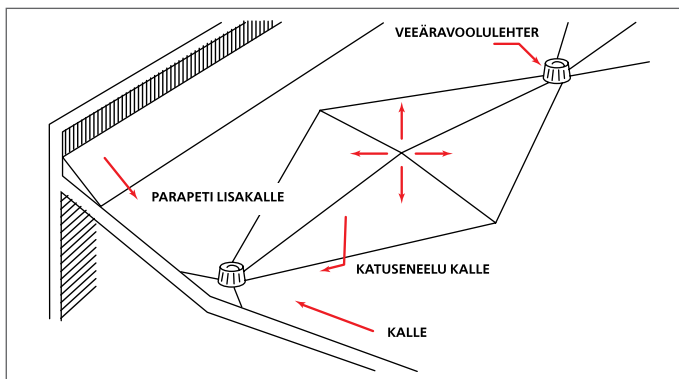 VEEÄRAVOOLULEHTER
PARAPETI LISAKALLE
KATUSENEELU KALLE
KALLE